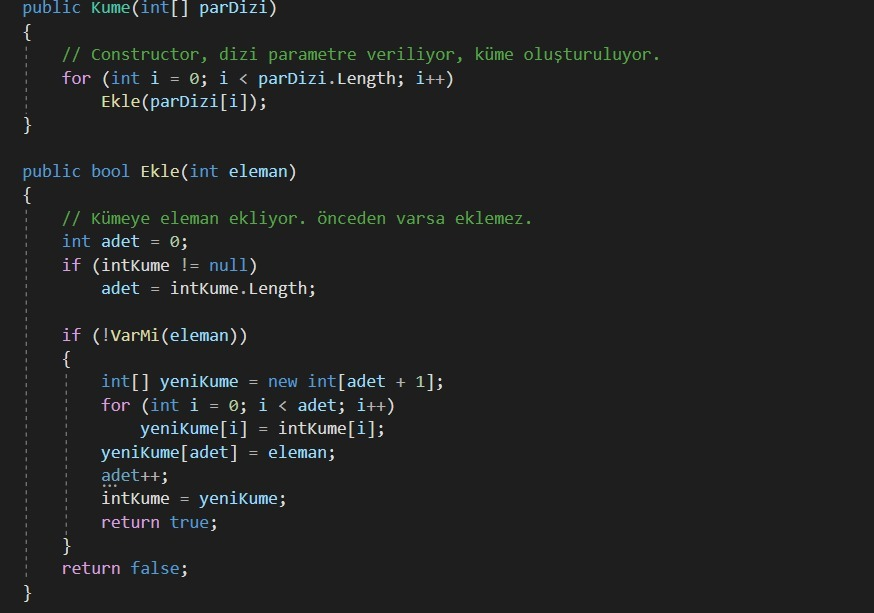 public Kume(int[] parDizi)
{
// Constructor, dizi parametre veriliyor, küme oluşturuluyor.
for (int i = 0; i < parDizi.Length; i++)
Ekle(parDizi[i]);
}
public bool Ekle(int eleman)
{
// Kümeye eleman ekliyor. önceden varsa eklemez.
int adet = 0;
if (intKume != null)
adet = intKume.Length;
if (!VarMi(eleman))
{
int[] yeniKume = new int[adet + 1];
for (int i = 0; i < adet; i++)
yeniKume[i] = intKume[i];
yeniKume[adet] = eleman;
adet++;
intKume = yeniKume;
return true;
}
return false;
}